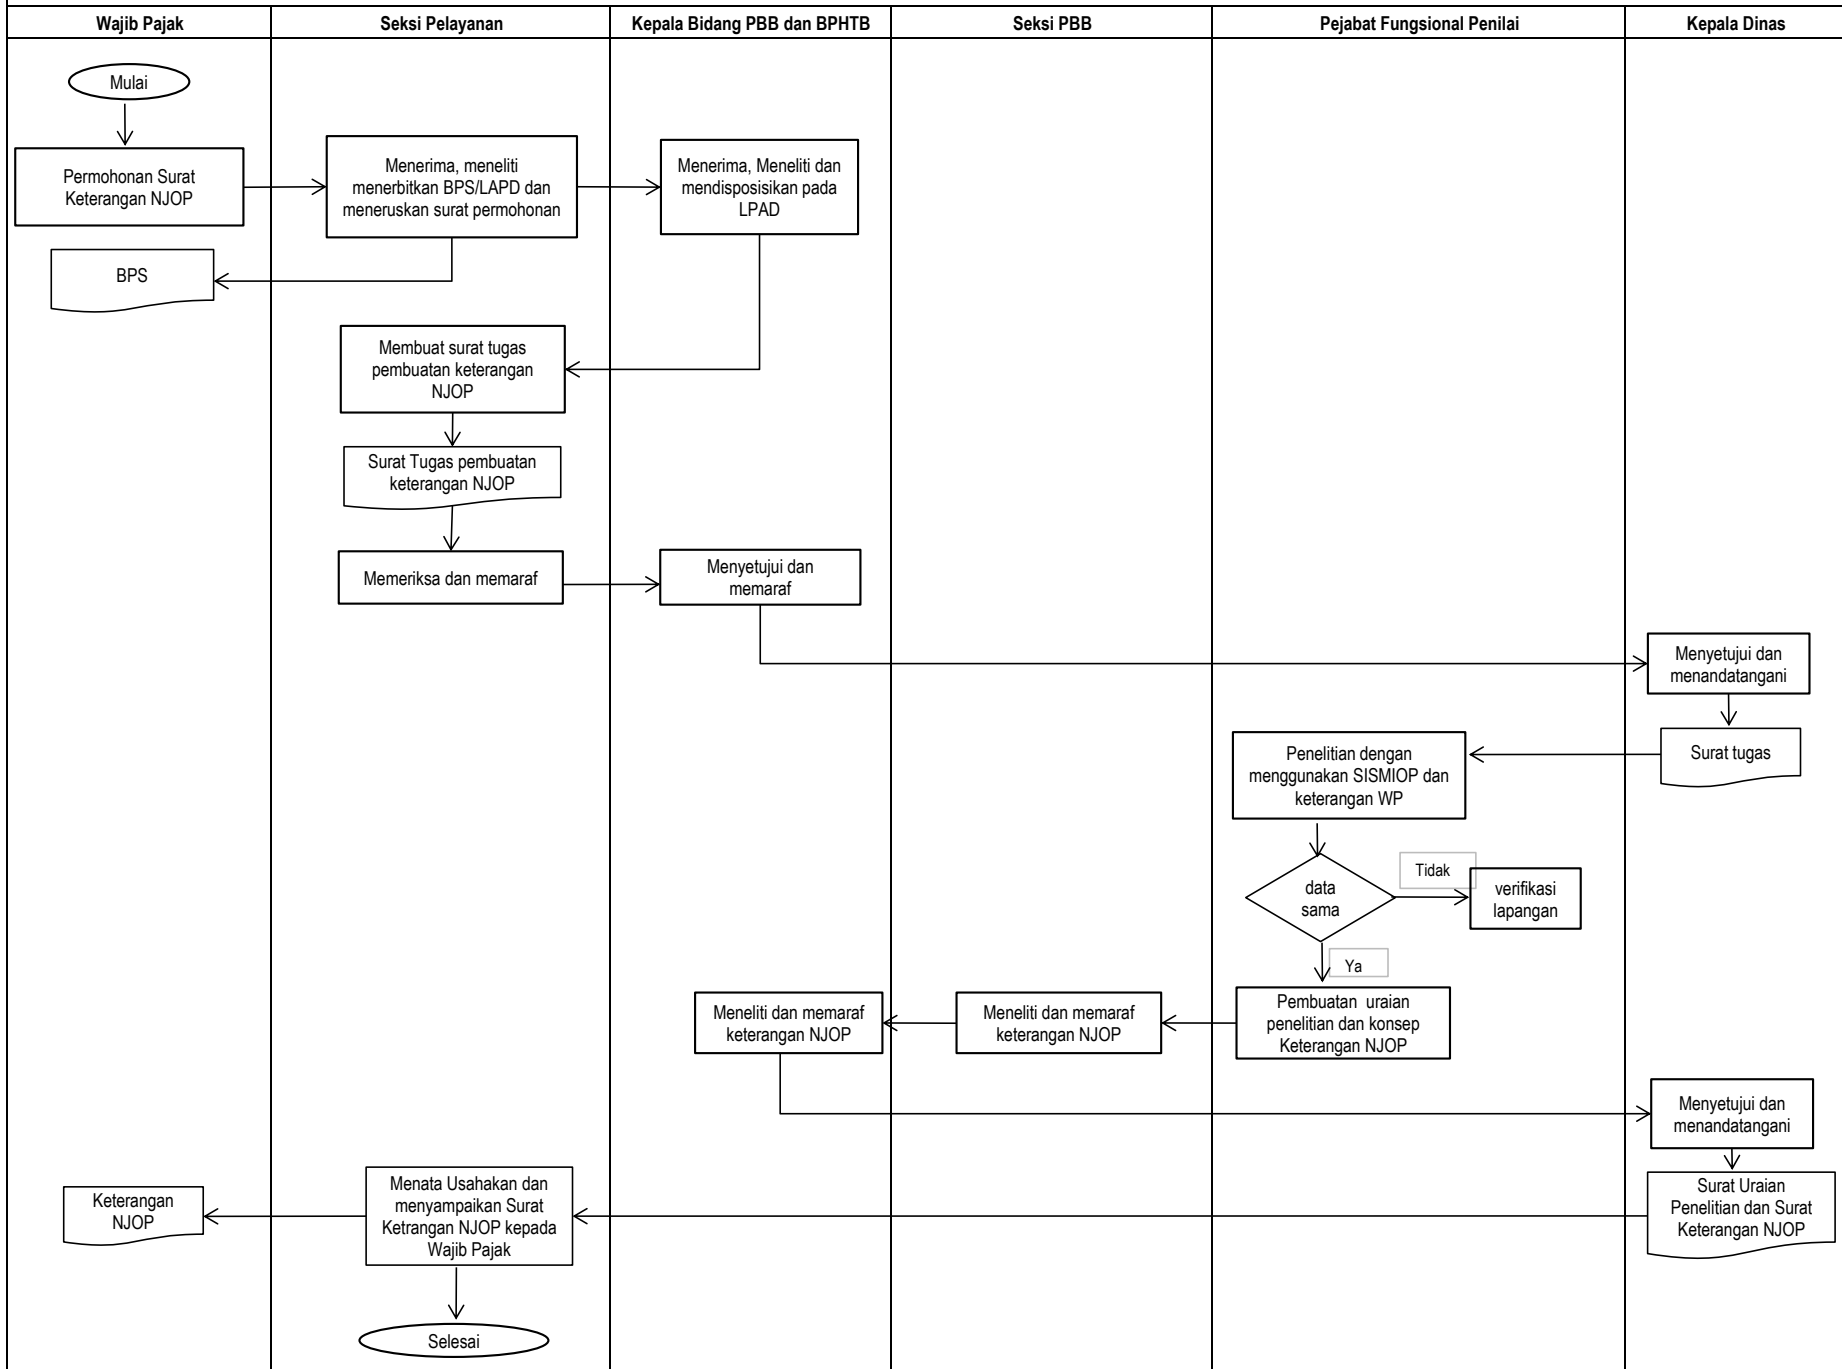 Wajib Pajak
Seksi Pelayanan
Kepala Bidang PBB dan BPHTB
Seksi PBB
Pejabat Fungsional Penilai
Kepala Dinas
Mulai
Permohonan Surat
Keterangan NJOP
Menerima, meneliti
menerbitkan BPS/LAPD dan
meneruskan surat permohonan
Menerima, Meneliti dan
mendisposisikan pada
LPAD
BPS
Membuat surat tugas
pembuatan keterangan
NJOP
Surat Tugas pembuatan
keterangan NJOP
Memeriksa dan memaraf
Menyetujui dan
memaraf
Menyetujui dan
menandatangani
Surat tugas
Penelitian dengan
menggunakan SISMIOP dan
keterangan WP
data
sama
Tidak
verifikasi
lapangan
Ya
Pembuatan uraian
penelitian dan konsep
Keterangan NJOP
Meneliti dan memaraf
keterangan NJOP
Meneliti dan memaraf
keterangan NJOP
Menyetujui dan
menandatangani
Surat Uraian
Penelitian dan Surat
Keterangan NJOP
Menata Usahakan dan
menyampaikan Surat
Ketrangan NJOP kepada
Wajib Pajak
Keterangan
NJOP
Selesai